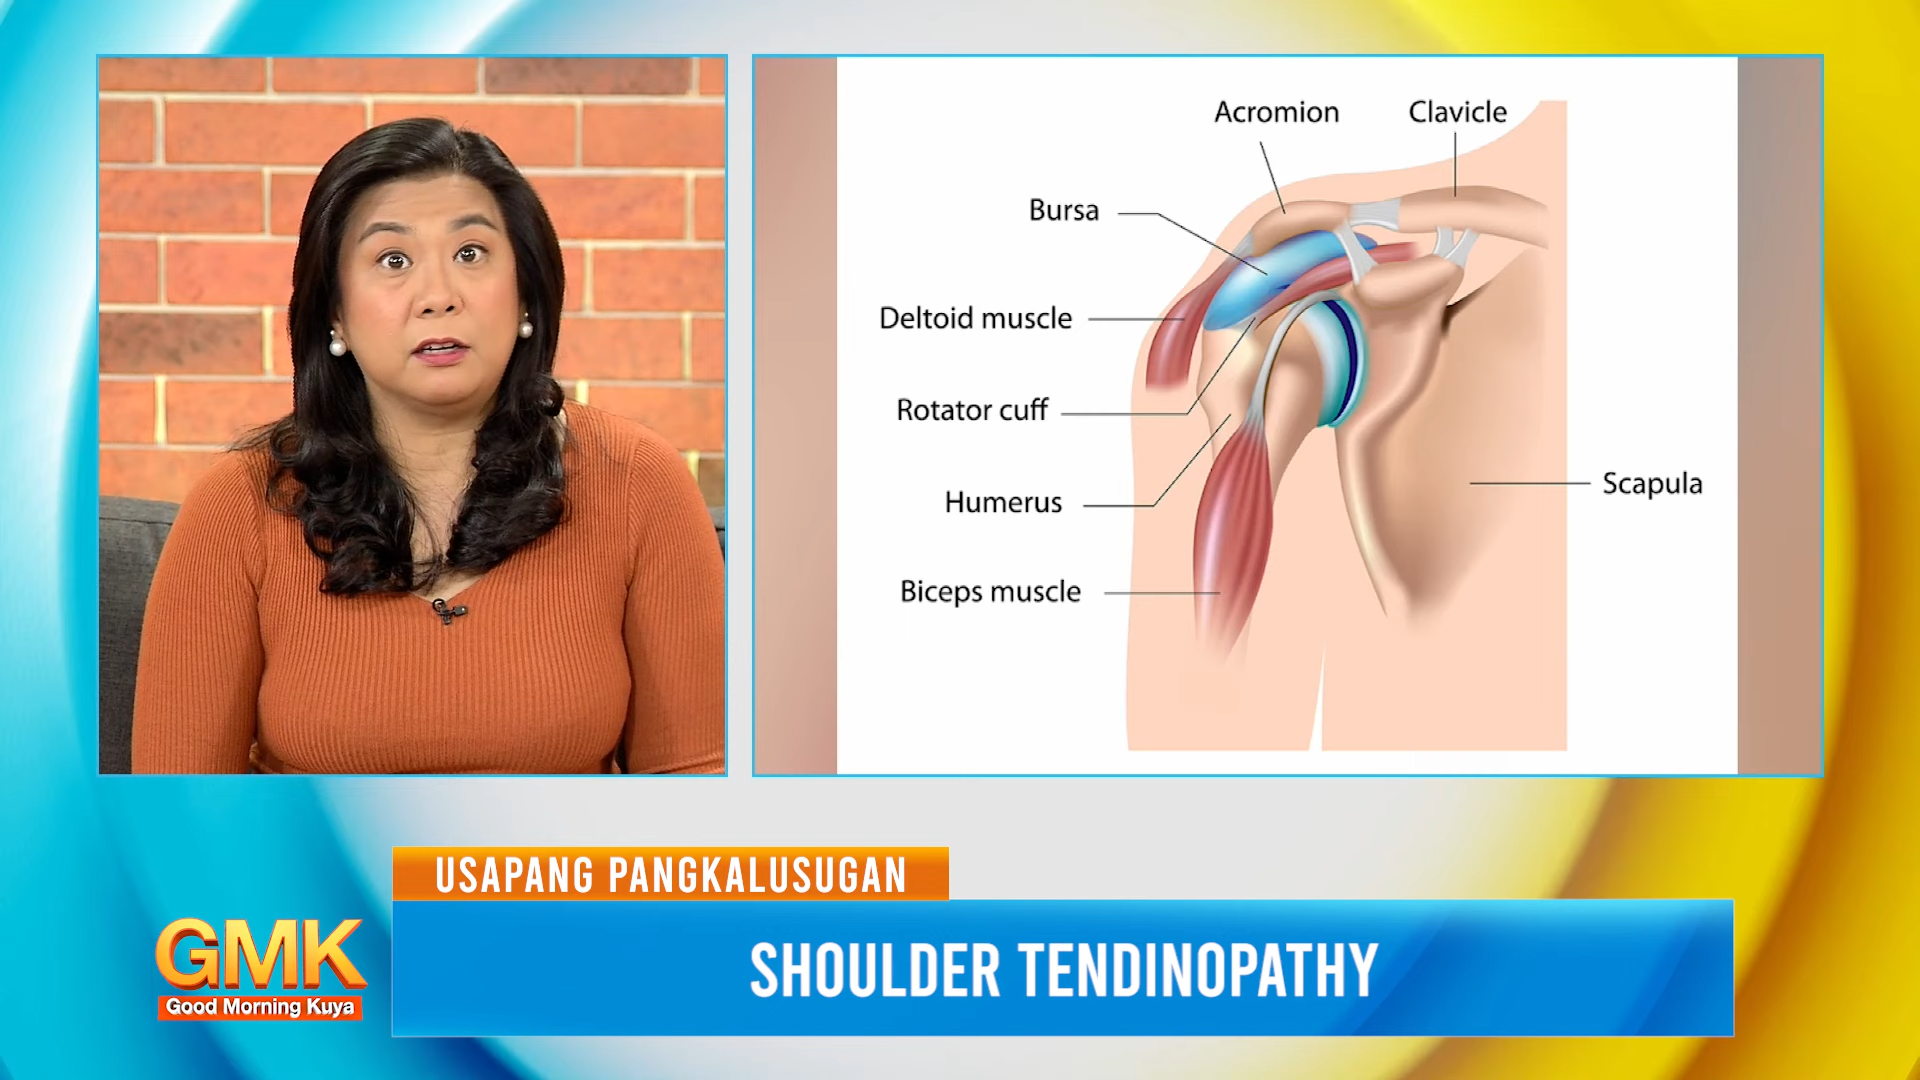 Acromion
Clavicle
Bursa
Deltoid muscle
Rotator cuff
Humerus
Scapula
Biceps muscle
USAPANG PANGKALUSUGAN
SHOULDER TENDINOPATHY
GMK
Good Morning Kuya